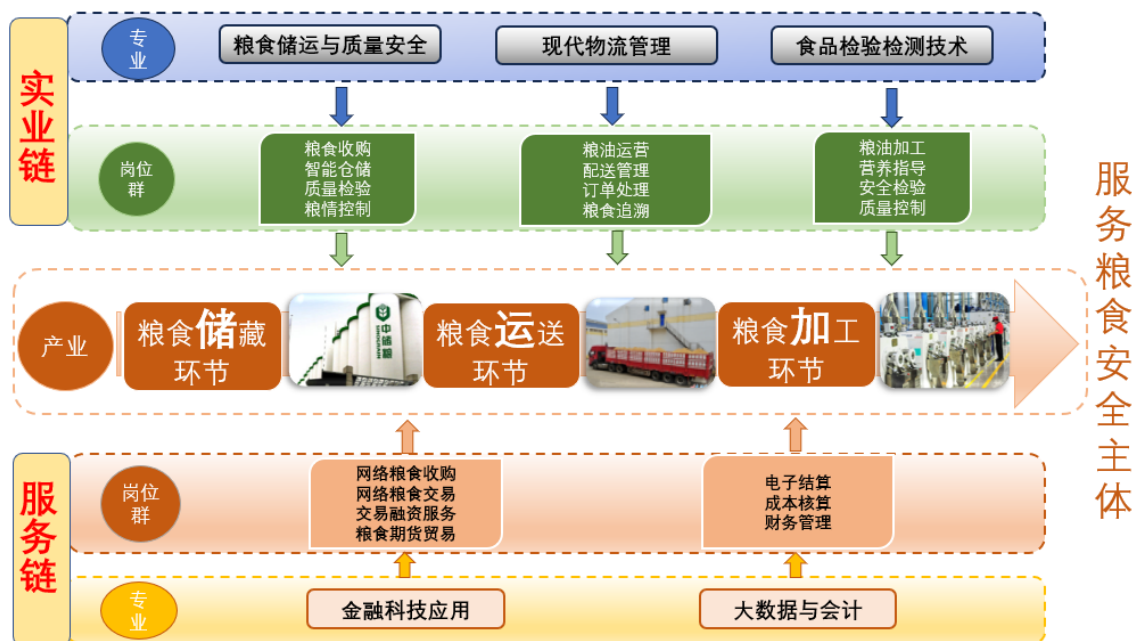 实业链
专业
粮食储运与质量安全
现代物流管理
食品检验检测技术
岗位群
粮食收购
智能仓储
质量检验
粮情控制
粮油运营
配送管理
订单处理
粮食追溯
粮油加工
营养指导
安全检验
质量控制
产业
粮食储藏
环节
中储粮
粮食运送
环节
粮食加工
环节
服务粮食安全主体
服务链
岗位群
网络粮食收购
网络粮食交易
交易融资服务
粮食期货贸易
电子结算
成本核算
财务管理
专业
金融科技应用
大数据与会计